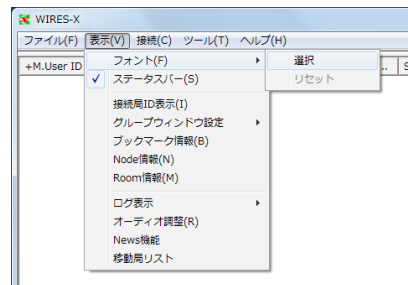 WIRES-X
ファイル(F) 表示(V) 接続(C) ツール(T) ヘルプ(H)
+M.User ID
フォント(F)
選択
.. S
✓ ステータスバー(S)
リセット
接続局ID表示(I)
グループウィンドウ設定
ブックマーク情報(B)
Node情報(N)
Room情報(M)
ログ表示
オーディオ調整(R)
News機能
移動局リスト